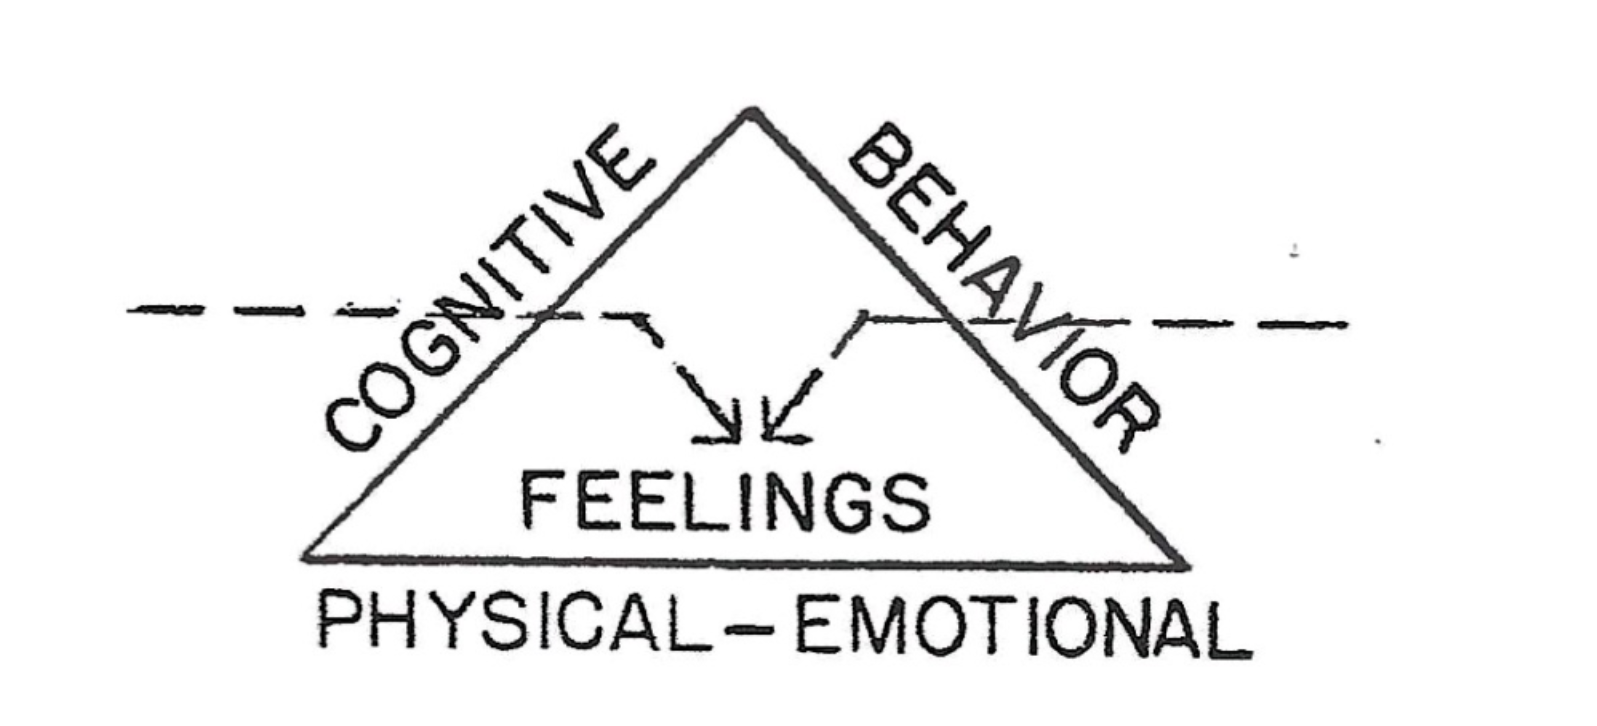 COGNITIVE
BEHAVIOR
FEELINGS
PHYSICAL-EMOTIONAL